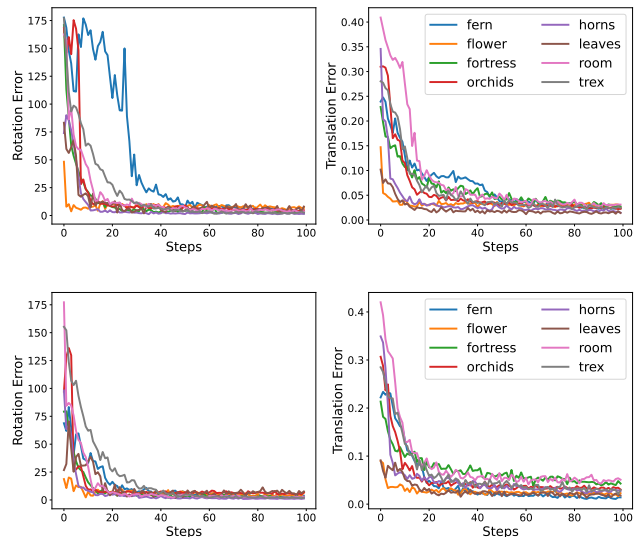 Rotation Error
175
150
125
100
75
50
25
0
0 20 40 60 80 100
Steps
Translation Error
0.40
0.35
0.30
0.25
0.20
0.15
0.10
0.05
0.00
0 20 40 60 80 100
Steps
fern horns
flower leaves
fortress room
orchids trex
Rotation Error
175
150
125
100
75
50
25
0
0 20 40 60 80 100
Steps
Translation Error
0.4
0.3
0.2
0.1
0.0
0 20 40 60 80 100
Steps
fern horns
flower leaves
fortress room
orchids trex